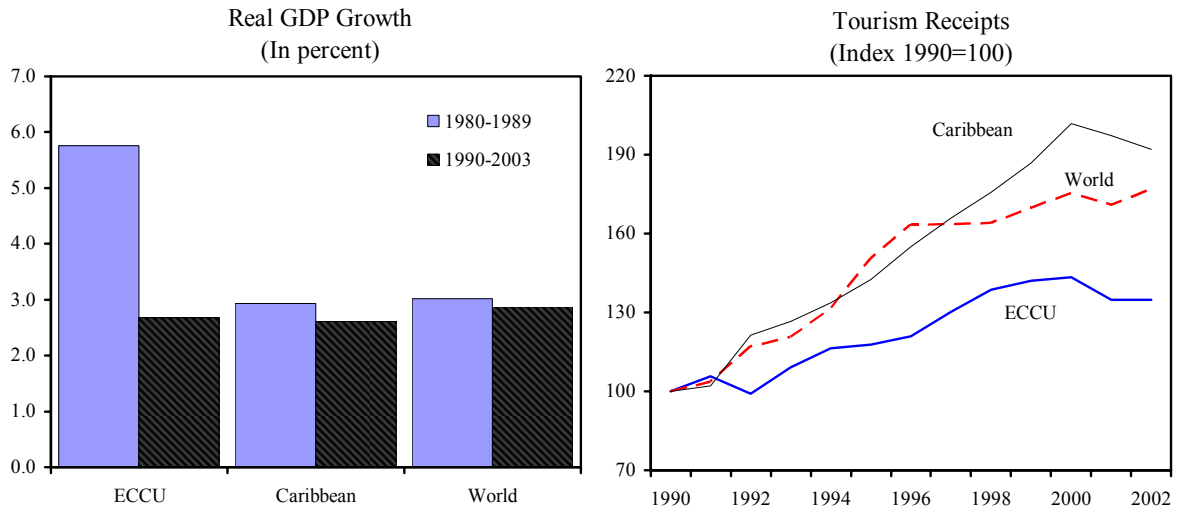 Real GDP Growth
(In percent)
7.0
6.0
5.0
4.0
3.0
2.0
1.0
0.0
1980-1989
1990-2003
ECCU Caribbean World
Tourism Receipts
(Index 1990=100)
220
190
160
130
100
70
Caribbean
World
ECCU
1990 1992 1994 1996 1998 2000 2002